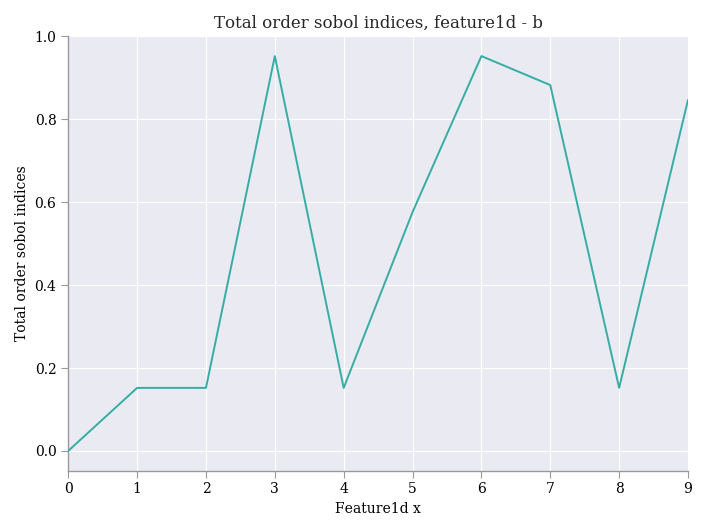 Total order sobol indices, feature1d - b
Total order sobol indices
1.0
0.8
0.6
0.4
0.2
0.0
0 1 2 3 4 5 6 7 8 9
Feature1d x